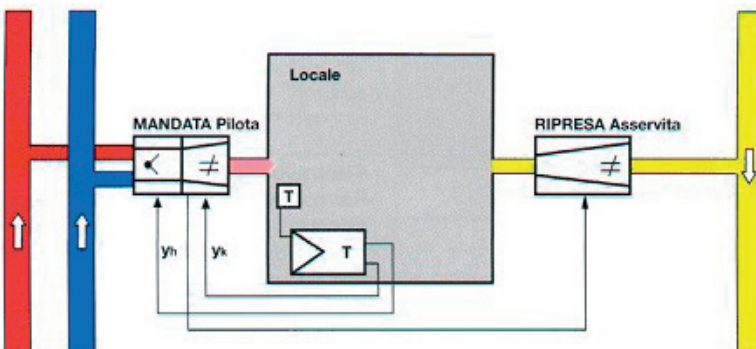 Locale
MANDATA Pilota
RIPRESA Asservita
≠
≠
T
T
yh
yk